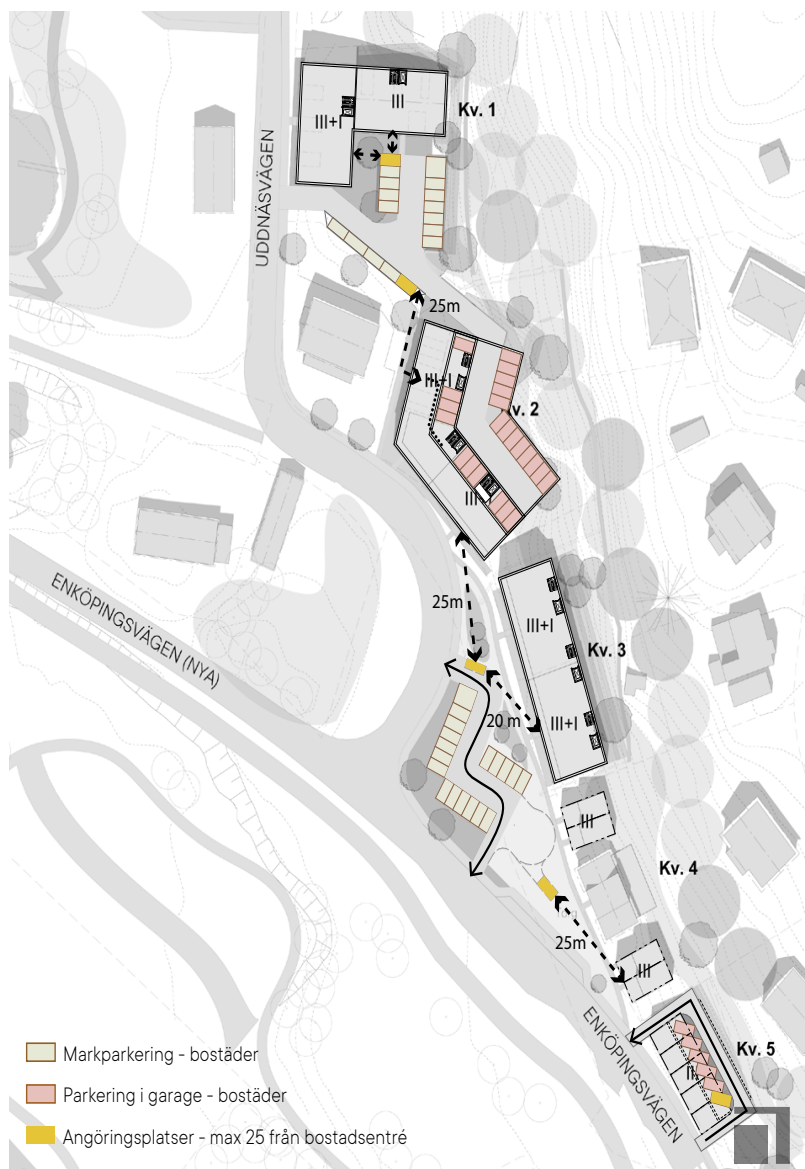 III
Kv. 1
III+I
UDDNÄSVÄGEN
25m
III+I
Kv. 2
III
ENKÖPINGSVÄGEN (NYA)
25m
III+I
Kv. 3
20 m
III+I
III
Kv. 4
25m
III
ENKÖPINGSVÄGEN
Kv. 5
Markparkering - bostäder
Parkering i garage - bostäder
Angöringsplatser - max 25 från bostadsentré